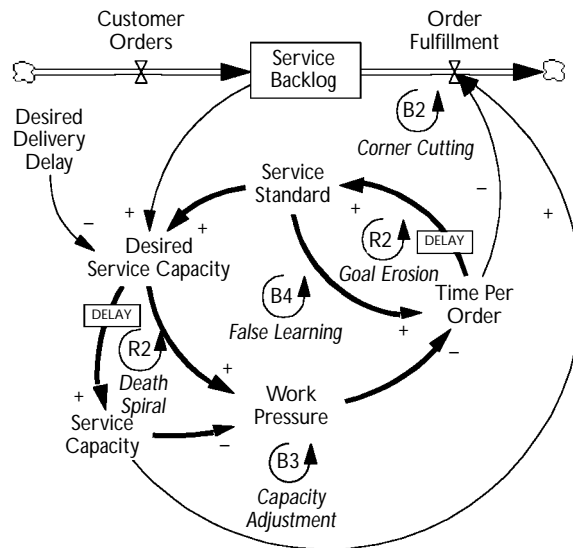 Customer
Orders
Order
Fulfillment
Service
Backlog
Desired
Delivery
Delay
B2
Corner Cutting
Service
Standard
–
+
–
+
+
+
R2
DELAY
Goal Erosion
Desired
Service Capacity
B4
False Learning
Time Per
Order
+
–
DELAY
R2
Death
Spiral
+
+
Work
Pressure
Service
Capacity
–
B3
Capacity
Adjustment